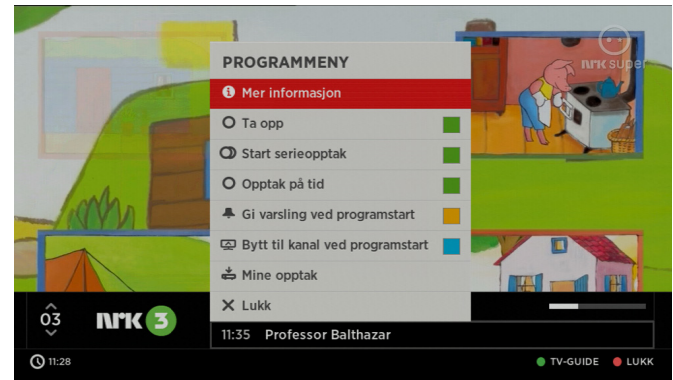 PROGRAMMENY
nrk super
Mer informasjon
Ta opp
Start serieopptak
Opptak på tid
Gi varsling ved programstart
Bytt til kanal ved programstart
Mine opptak
Lukk
03
nrk 3
11:35 Professor Balthazar
11:28
TV-GUIDE
LUKK